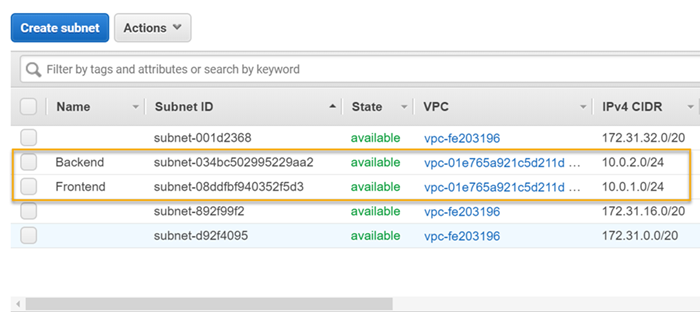 Create subnet Actions
Filter by tags and attributes or search by keyword
Name Subnet ID State VPC IPv4 CIDR
subnet-001d2368 available vpc-fe203196 172.31.32.0/20
Backend subnet-034bc502995229aa2 available vpc-01e765a921c5d211d ... 10.0.2.0/24
Frontend subnet-08ddfbf940352f5d3 available vpc-01e765a921c5d211d ... 10.0.1.0/24
subnet-892f99f2 available vpc-fe203196 172.31.16.0/20
subnet-d92f4095 available vpc-fe203196 172.31.0.0/20